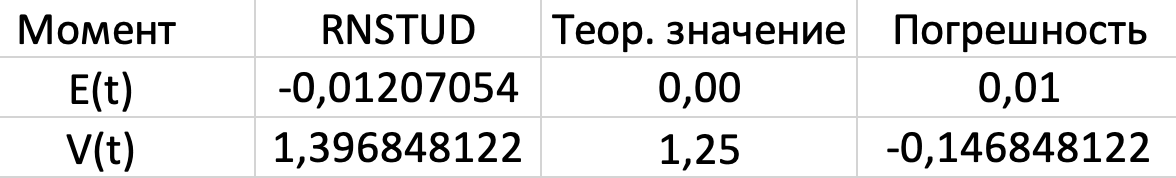 Момент RNSTUD Теор. значение Погрешность
E(t) -0,01207054 0,00 0,01
V(t) 1,396848122 1,25 -0,146848122